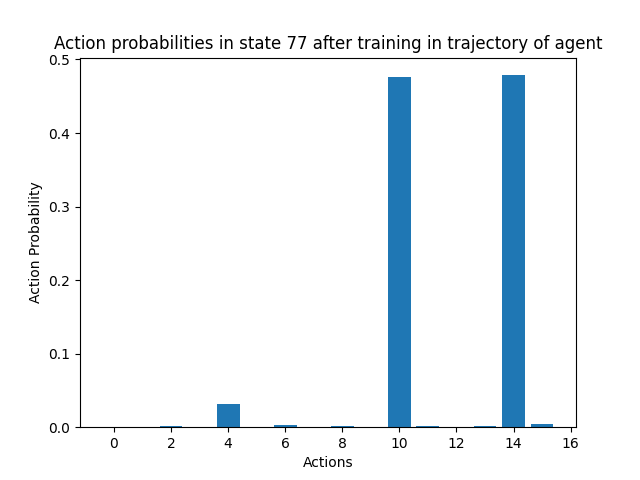 Action probabilities in state 77 after training in trajectory of agent
0.5
0.4
0.3
0.2
0.1
0.0
Action Probability
0 2 4 6 8 10 12 14 16
Actions